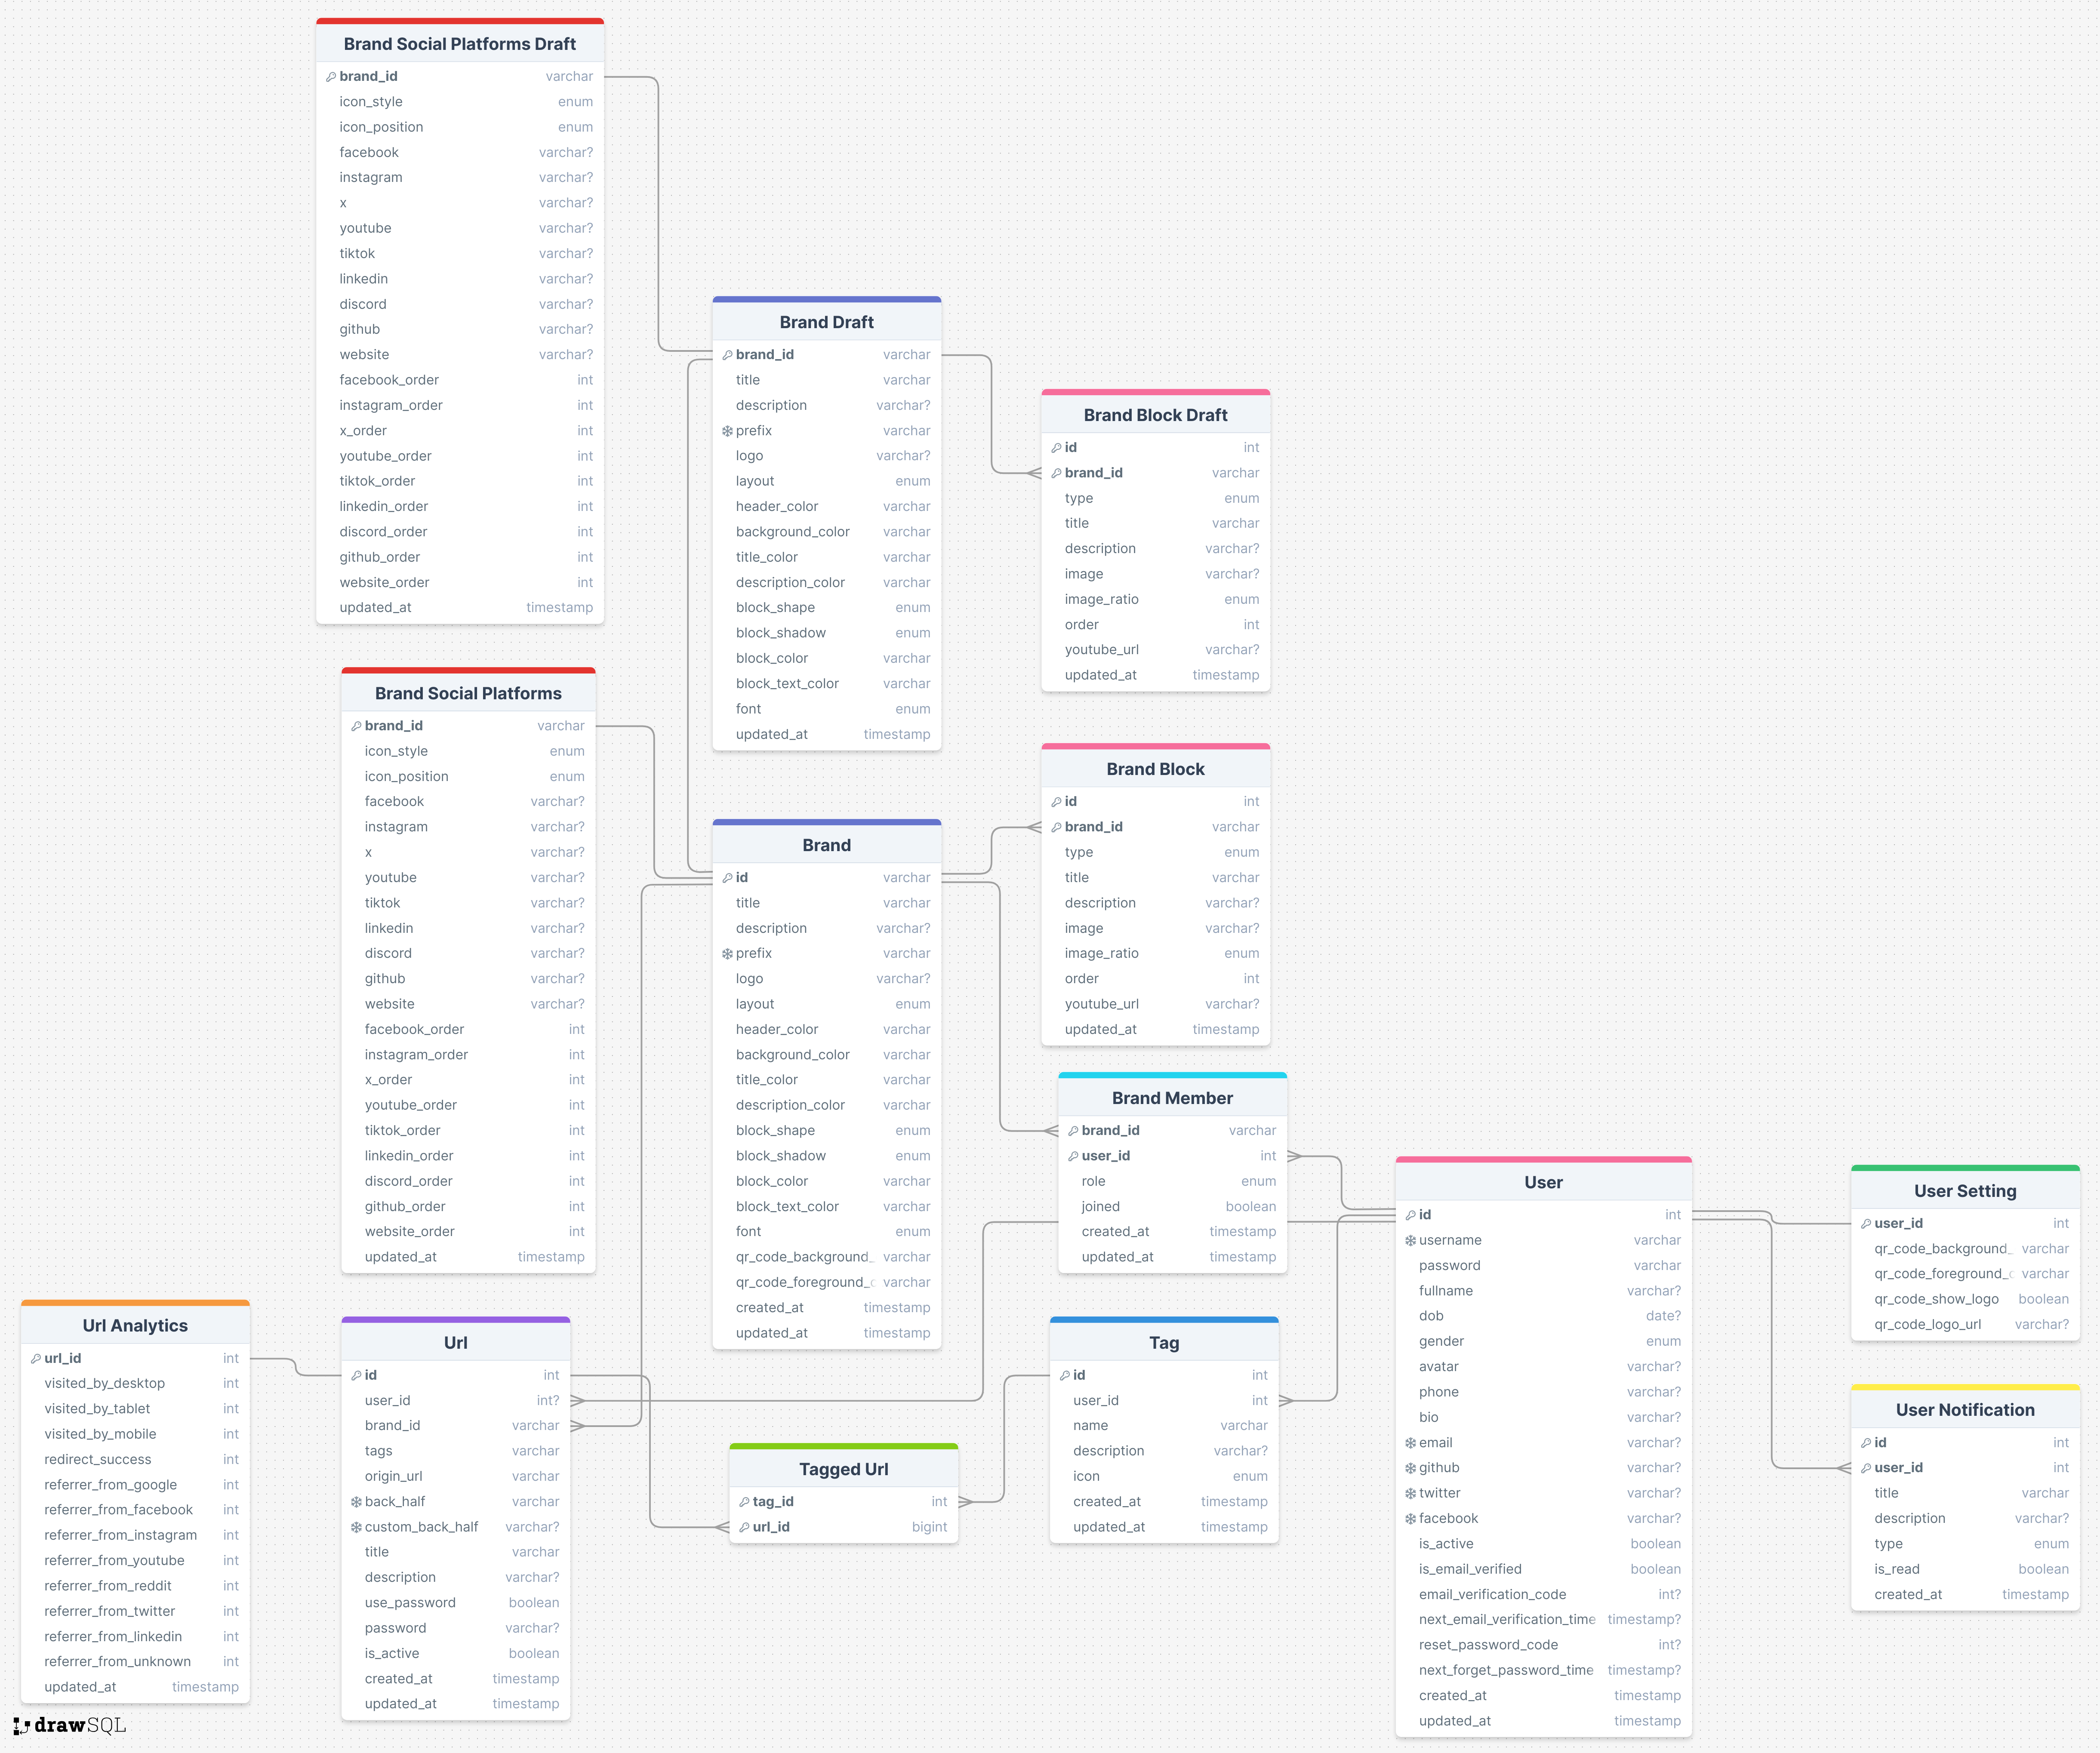 Brand Social Platforms Draft
brand_id varchar
icon_style enum
icon_position enum
facebook varchar?
instagram varchar?
x varchar?
youtube varchar?
tiktok varchar?
linkedin varchar?
discord varchar?
github varchar?
website varchar?
facebook_order int
instagram_order int
x_order int
youtube_order int
tiktok_order int
linkedin_order int
discord_order int
github_order int
website_order int
updated_at timestamp
Brand Draft
brand_id varchar
title varchar
description varchar?
prefix varchar
logo varchar?
layout enum
header_color varchar
background_color varchar
title_color varchar
description_color varchar
block_shape enum
block_shadow enum
block_color varchar
block_text_color varchar
font enum
updated_at timestamp
Brand Block Draft
id int
brand_id varchar
type enum
title varchar
description varchar?
image varchar?
image_ratio enum
order int
youtube_url varchar?
updated_at timestamp
Brand Social Platforms
brand_id varchar
icon_style enum
icon_position enum
facebook varchar?
instagram varchar?
x varchar?
youtube varchar?
tiktok varchar?
linkedin varchar?
discord varchar?
github varchar?
website varchar?
facebook_order int
instagram_order int
x_order int
youtube_order int
tiktok_order int
linkedin_order int
discord_order int
github_order int
website_order int
updated_at timestamp
Brand
id varchar
title varchar
description varchar?
prefix varchar
logo varchar?
layout enum
header_color varchar
background_color varchar
title_color varchar
description_color varchar
block_shape enum
block_shadow enum
block_color varchar
block_text_color varchar
font enum
qr_code_background_ varchar
qr_code_foreground_c varchar
created_at timestamp
updated_at timestamp
Brand Block
id int
brand_id varchar
type enum
title varchar
description varchar?
image varchar?
image_ratio enum
order int
youtube_url varchar?
updated_at timestamp
Brand Member
brand_id varchar
user_id int
role enum
joined boolean
created_at timestamp
updated_at timestamp
User
id int
username varchar
password varchar
fullname varchar?
dob date?
gender enum
avatar varchar?
phone varchar?
bio varchar?
email varchar?
github varchar?
twitter varchar?
facebook varchar?
is_active boolean
is_email_verified boolean
email_verification_code int?
next_email_verification_time timestamp?
reset_password_code int?
next_forget_password_time timestamp?
created_at timestamp
updated_at timestamp
User Setting
user_id int
qr_code_background_ varchar
qr_code_foreground_c varchar
qr_code_show_logo boolean
qr_code_logo_url varchar?
User Notification
id int
user_id int
title varchar
description varchar?
type enum
is_read boolean
created_at timestamp
Url Analytics
url_id int
visited_by_desktop int
visited_by_tablet int
visited_by_mobile int
redirect_success int
referrer_from_google int
referrer_from_facebook int
referrer_from_instagram int
referrer_from_youtube int
referrer_from_reddit int
referrer_from_twitter int
referrer_from_linkedin int
referrer_from_unknown int
updated_at timestamp
Url
id int
user_id int?
brand_id varchar
tags varchar
origin_url varchar
back_half varchar
custom_back_half varchar?
title varchar
description varchar?
use_password boolean
password varchar?
is_active boolean
created_at timestamp
updated_at timestamp
Tagged Url
tag_id int
url_id bigint
Tag
id int
user_id int
name varchar
description varchar?
icon enum
created_at timestamp
updated_at timestamp
drawSQL